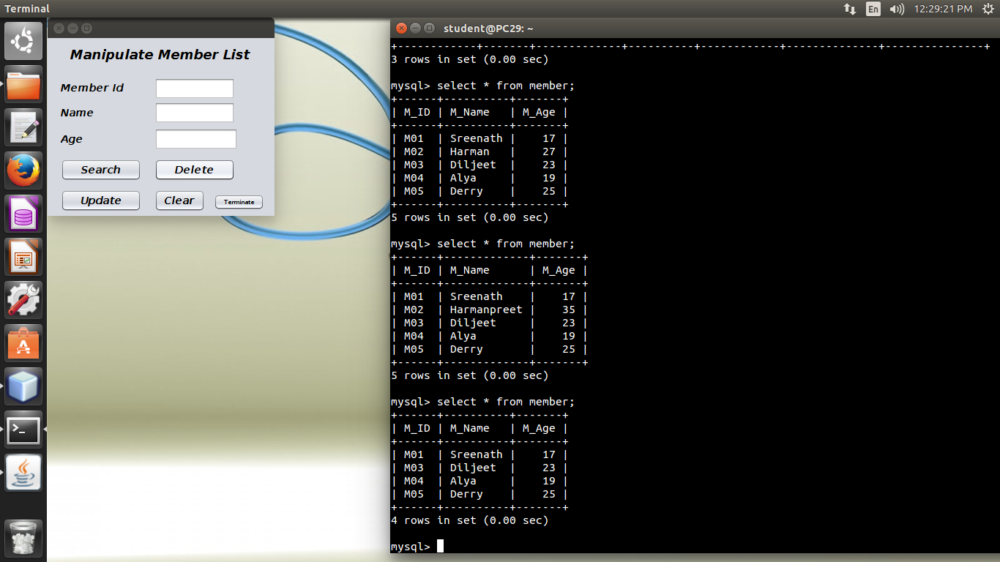 Terminal
En
12:29:21 PM
Manipulate Member List
Member Id
Name
Age
Search
Delete
Update
Clear
Terminate
student@PC29: ~
+------------+-------+--------------+----------+------------+--------------+---------------+
3 rows in set (0.00 sec)
mysql> select * from member;
+------+----------+-------+
| M_ID | M_Name   | M_Age |
+------+----------+-------+
| M01  | Sreenath |    17 |
| M02  | Harman   |    27 |
| M03  | Diljeet  |    23 |
| M04  | Alya     |    19 |
| M05  | Derry    |    25 |
+------+----------+-------+
5 rows in set (0.00 sec)
mysql> select * from member;
+------+-------------+-------+
| M_ID | M_Name      | M_Age |
+------+-------------+-------+
| M01  | Sreenath    |    17 |
| M02  | Harmanpreet |    35 |
| M03  | Diljeet     |    23 |
| M04  | Alya        |    19 |
| M05  | Derry       |    25 |
+------+-------------+-------+
5 rows in set (0.00 sec)
mysql> select * from member;
+------+----------+-------+
| M_ID | M_Name   | M_Age |
+------+----------+-------+
| M01  | Sreenath |    17 |
| M03  | Diljeet  |    23 |
| M04  | Alya     |    19 |
| M05  | Derry    |    25 |
+------+----------+-------+
4 rows in set (0.00 sec)
mysql>